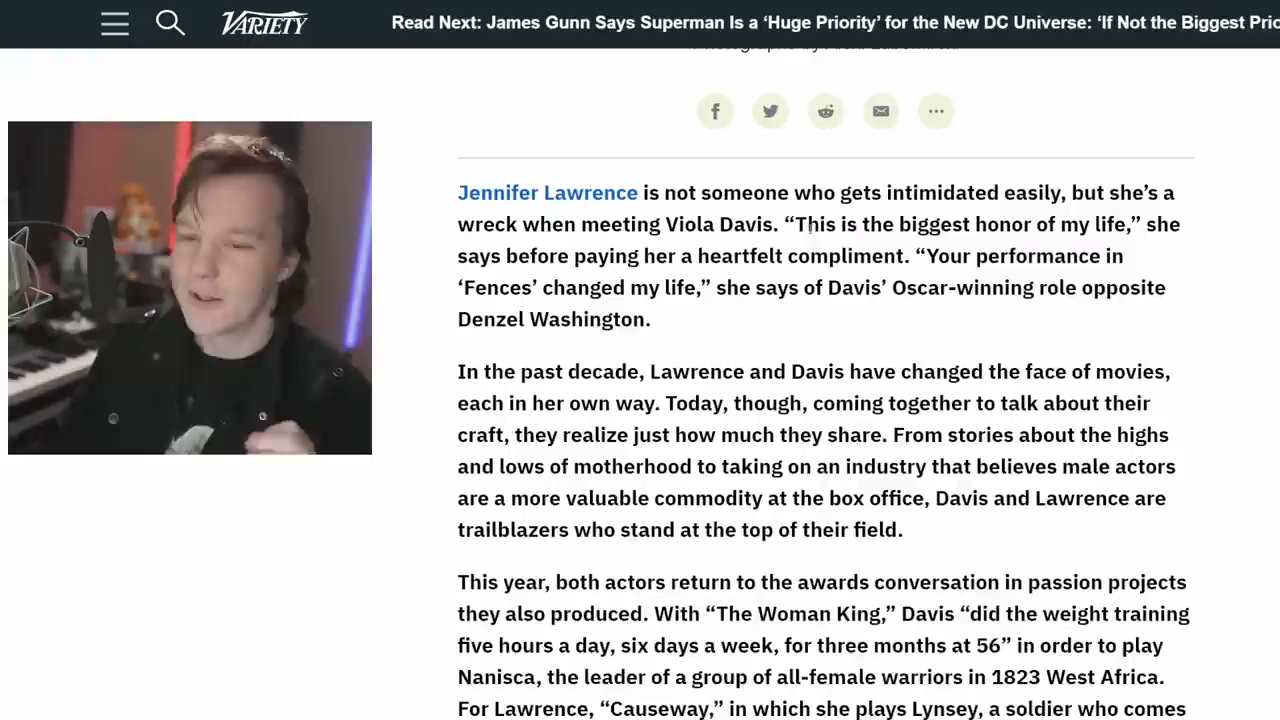 VARIETY
Read Next: James Gunn Says Superman Is a ‘Huge Priority’ for the New DC Universe: ‘If Not the Biggest
Jennifer Lawrence is not someone who gets intimidated easily, but she’s a
wreck when meeting Viola Davis. “This is the biggest honor of my life,” she
says before paying her a heartfelt compliment. “Your performance in
‘Fences’ changed my life,” she says of Davis’ Oscar-winning role opposite
Denzel Washington.
In the past decade, Lawrence and Davis have changed the face of movies,
each in her own way. Today, though, coming together to talk about their
craft, they realize just how much they share. From stories about the highs
and lows of motherhood to taking on an industry that believes male actors
are a more valuable commodity at the box office, Davis and Lawrence are
trailblazers who stand at the top of their field.
This year, both actors return to the awards conversation in passion projects
they also produced. With “The Woman King,” Davis “did the weight training
five hours a day, six days a week, for three months at 56” in order to play
Nanisca, the leader of a group of all-female warriors in 1823 West Africa.
For Lawrence, “Causeway,” in which she plays Lynsey, a soldier who comes